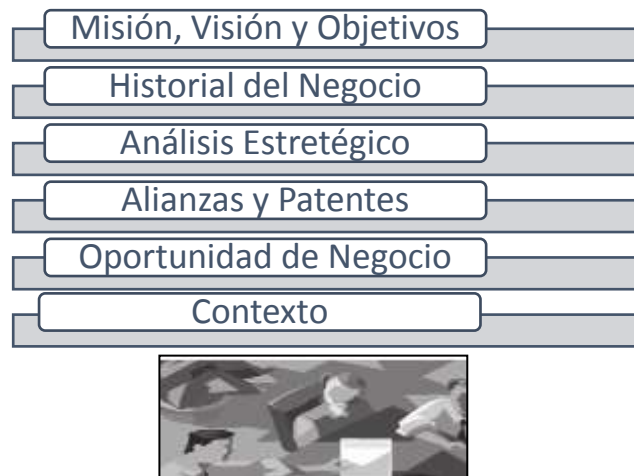 Misión, Visión y Objetivos
Historial del Negocio
Análisis Estretégico
Alianzas y Patentes
Oportunidad de Negocio
Contexto